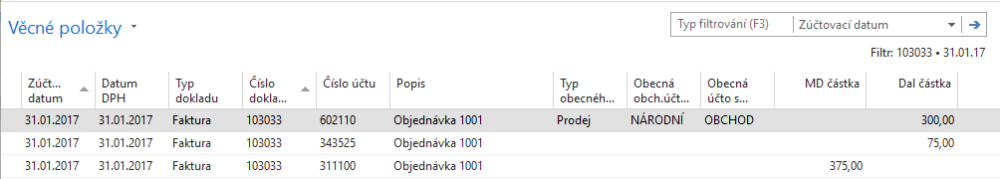 Věcné položky
Typ filtrování (F3) Zúčtovací datum
Filtr: 103033 • 31.01.17
Zúčt... datum Datum DPH Typ dokladu Číslo dokla... Číslo účtu Popis Typ obecnéh... Obecná obch.účt... Obecná účto s... MD částka Dal částka
31.01.2017 31.01.2017 Faktura 103033 602110 Objednávka 1001 Prodej NÁRODNÍ OBCHOD 300,00
31.01.2017 31.01.2017 Faktura 103033 343525 Objednávka 1001 75,00
31.01.2017 31.01.2017 Faktura 103033 311100 Objednávka 1001 375,00